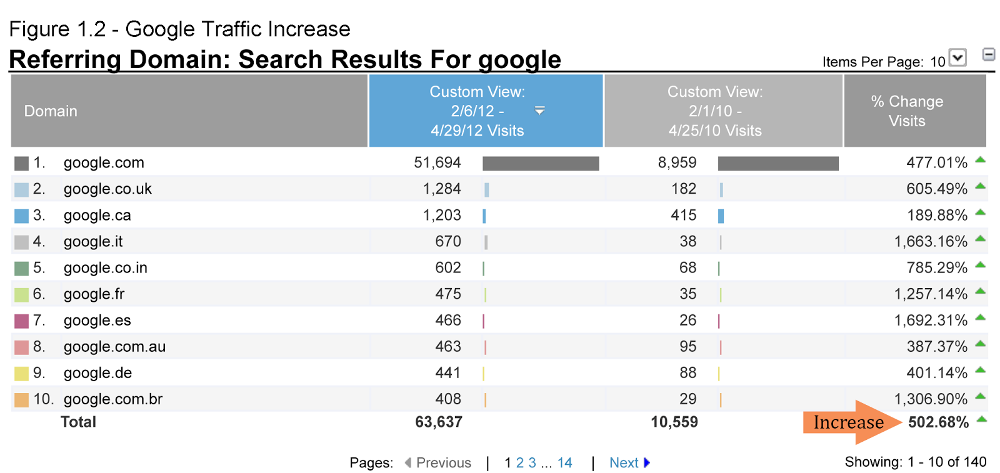 Figure 1.2 - Google Traffic Increase
Referring Domain: Search Results For google
Items Per Page: 10
Domain
Custom View:
2/6/12 -
4/29/12 Visits
Custom View:
2/1/10 -
4/25/10 Visits
% Change
Visits
1. google.com 51,694 8,959 477.01%
2. google.co.uk 1,284 182 605.49%
3. google.ca 1,203 415 189.88%
4. google.it 670 38 1,663.16%
5. google.co.in 602 68 785.29%
6. google.fr 475 35 1,257.14%
7. google.es 466 26 1,692.31%
8. google.com.au 463 95 387.37%
9. google.de 441 88 401.14%
10. google.com.br 408 29 1,306.90%
Total 63,637 10,559 Increase 502.68%
Pages: Previous | 1 2 3 ... 14 | Next Showing: 1 - 10 of 140